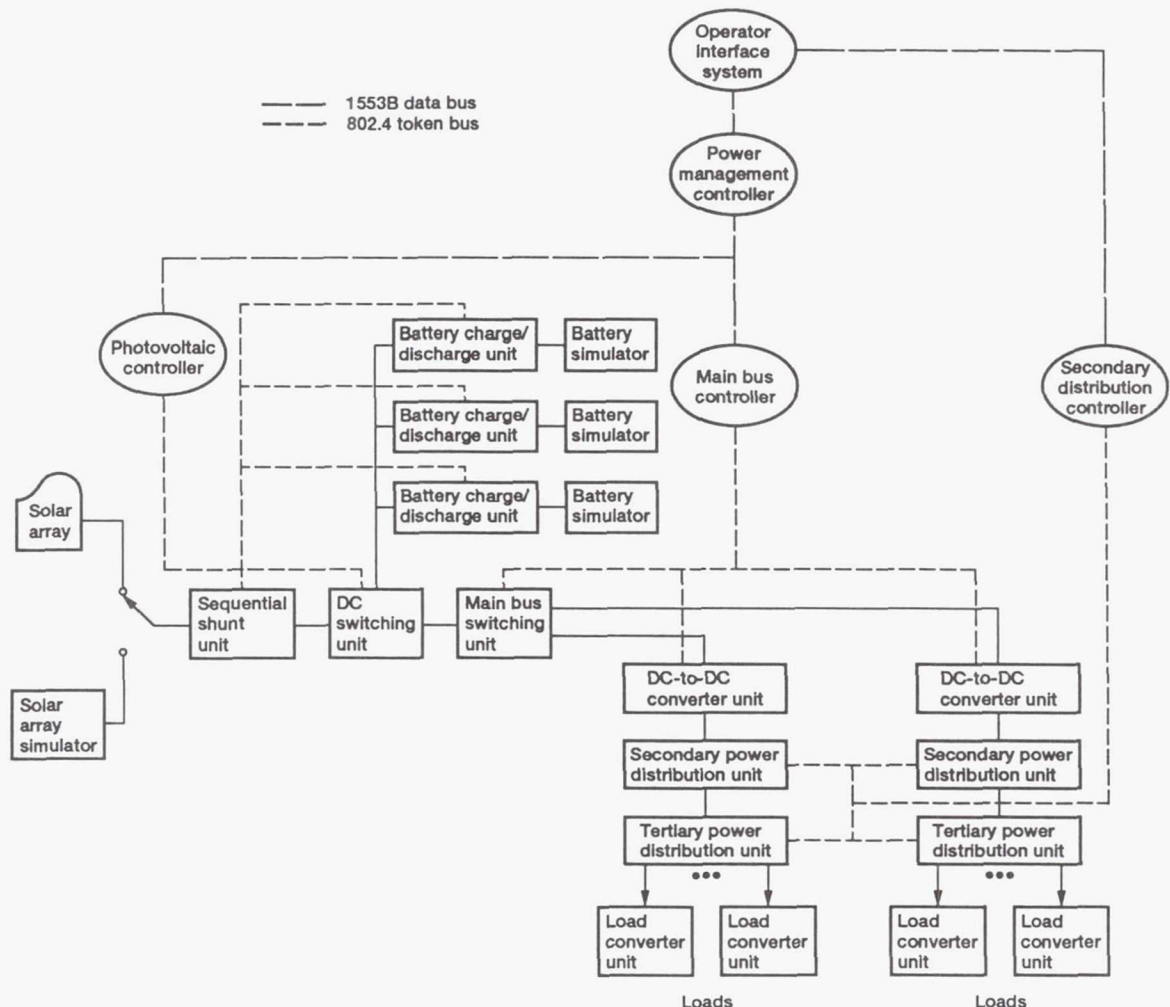 Operator
interface
system
1553B data bus
802.4 token bus
Power
management
controller
Photovoltaic
controller
Battery charge/
discharge unit
Battery
simulator
Main bus
controller
Secondary
distribution
controller
Battery charge/
discharge unit
Battery
simulator
Battery charge/
discharge unit
Battery
simulator
Solar
array
Sequential
shunt
unit
DC
switching
unit
Main bus
switching
unit
Solar
array
simulator
DC-to-DC
converter unit
DC-to-DC
converter unit
Secondary power
distribution unit
Secondary power
distribution unit
Tertiary power
distribution unit
Tertiary power
distribution unit
Load
converter
unit
Load
converter
unit
Load
converter
unit
Load
converter
unit
Loads
Loads